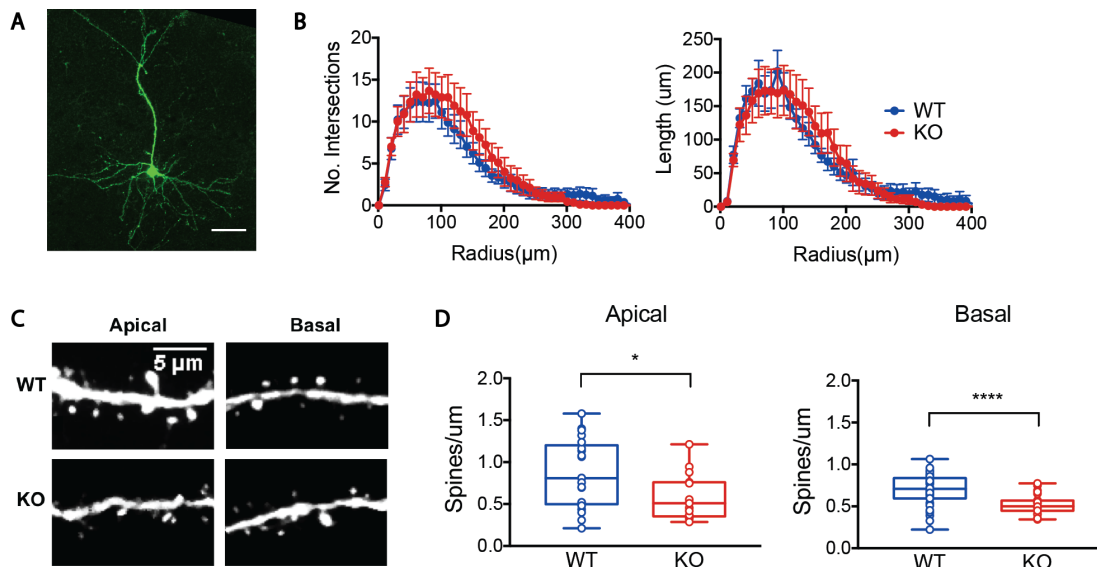 A
B
No. Intersections
20
15
10
5
0
0
100
200
300
400
Radius(µm)
Length (um)
250
200
150
100
50
0
0
100
200
300
400
Radius(µm)
WT
KO
C
Apical
Basal
WT
5 µm
KO
D
Apical
*
Spines/um
2.0
1.5
1.0
0.5
0.0
WT
KO
Basal
****
Spines/um
2.0
1.5
1.0
0.5
0.0
WT
KO